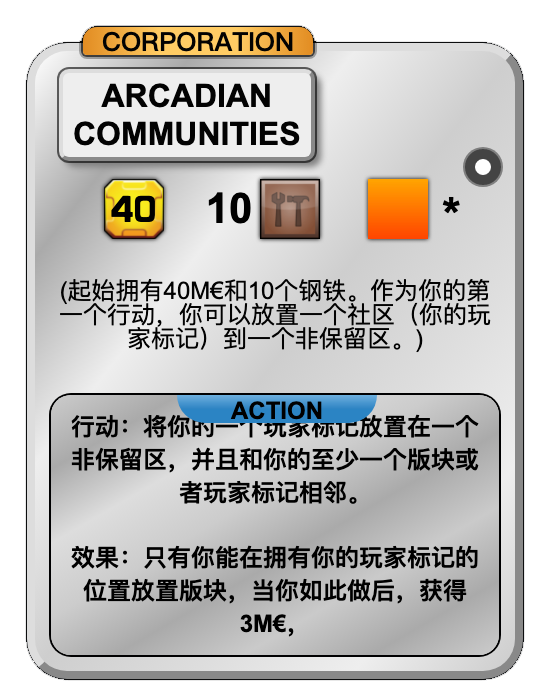 CORPORATION
ARCADIAN
COMMUNITIES
40
10
*
(起始拥有40M€和10个钢铁。作为你的第
一个行动，你可以放置一个社区（你的玩
家标记）到一个非保留区。)
ACTION
行动：将你的一个玩家标记放置在一个
非保留区，并且和你的至少一个版块或
者玩家标记相邻。
效果：只有你能在拥有你的玩家标记的
位置放置版块，当你如此做后，获得
3M€,